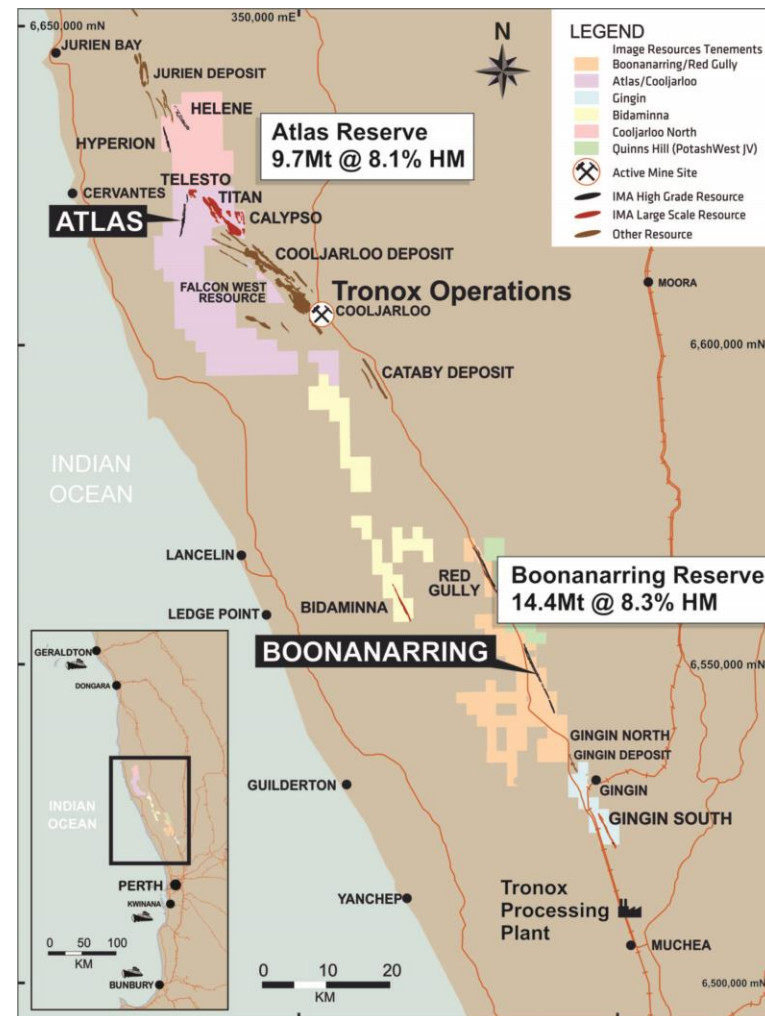 6,650,000 mN
350,000 mE
JURIEN BAY
JURIEN DEPOSIT
HELENE
HYPERION
Atlas Reserve
9.7Mt @ 8.1% HM
N
LEGEND
Image Resources Tenements
Boonanarring/Red Gully
Atlas/Cooljarloo
Gingin
Bidaminna
Cooljarloo North
Quinns Hill (PotashWest JV)
Active Mine Site
IMA High Grade Resource
IMA Large Scale Resource
Other Resource
CERVANTES
TELESTO
TITAN
ATLAS
CALYPSO
COOLJARLOO DEPOSIT
FALCON WEST
RESOURCE
Tronox Operations
COOLJARLOO
MOORA
6,600,000 mN
CATABY DEPOSIT
INDIAN
OCEAN
LANCELIN
RED
GULLY
Boonanarring Reserve
14.4Mt @ 8.3% HM
LEDGE POINT
BIDAMINNA
BOONANARRING
6,550,000 mN
GINGIN NORTH
GINGIN DEPOSIT
GINGIN
GUILDERTON
GINGIN SOUTH
YANCHEP
Tronox
Processing
Plant
MUCHEA
6,500,000 mN
0 10 20
KM
GERALDTON
DONGARA
INDIAN
OCEAN
PERTH
KWINANA
0 50 100
KM
BUNBURY